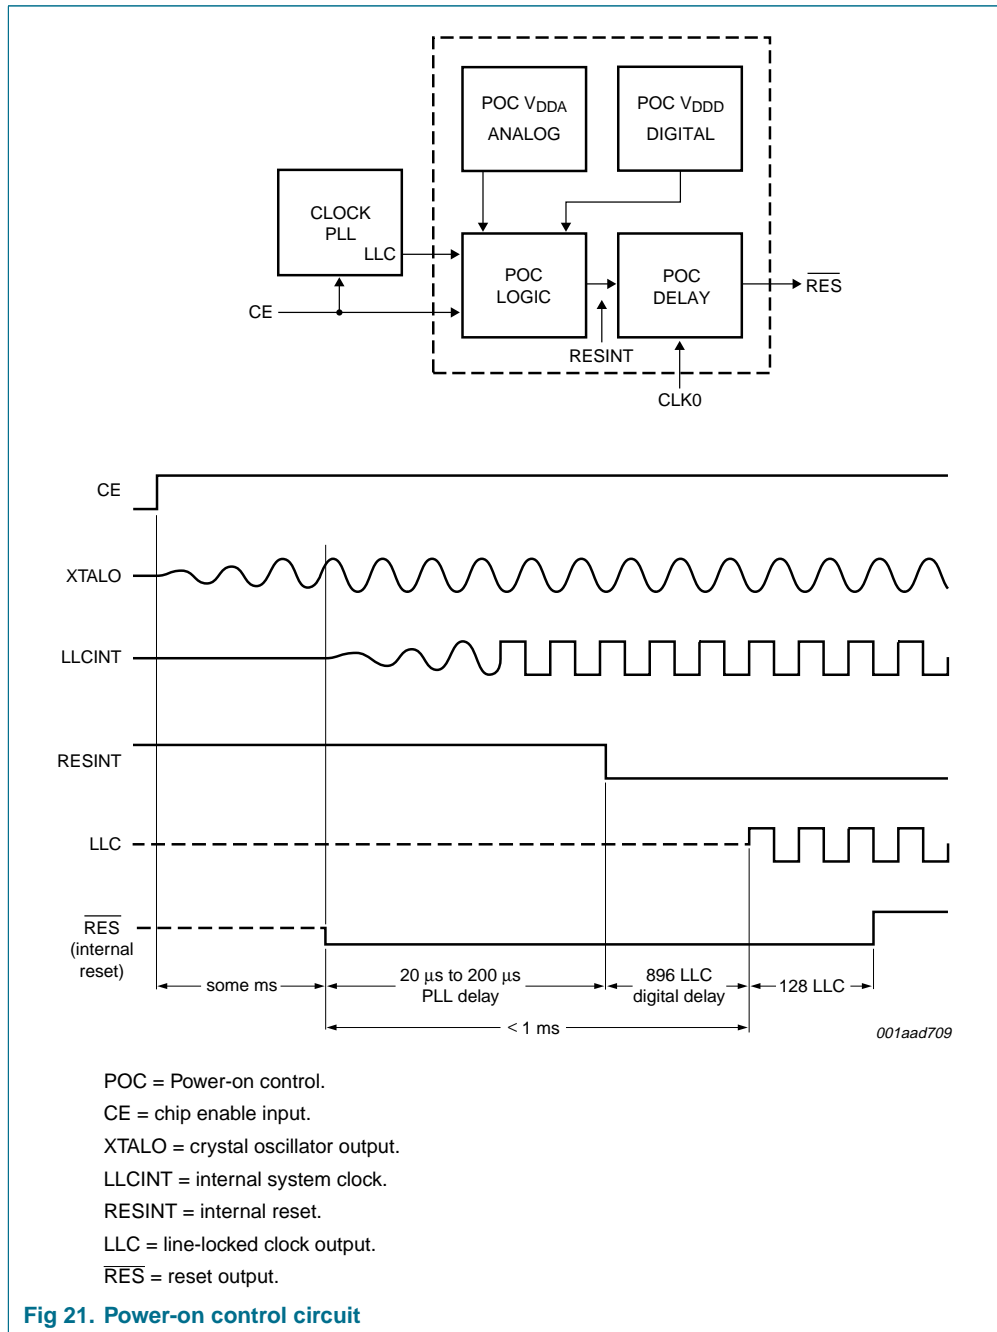 POC VDDA
ANALOG
POC VDDD
DIGITAL
CLOCK
PLL
LLC
POC
LOGIC
POC
DELAY
RES
CE
RESINT
CLK0
CE
XTALO
LLCINT
RESINT
LLC
RES
(internal
reset)
some ms
20 μs to 200 μs
PLL delay
896 LLC
digital delay
128 LLC
< 1 ms
001aad709
POC = Power-on control.
CE = chip enable input.
XTALO = crystal oscillator output.
LLCINT = internal system clock.
RESINT = internal reset.
LLC = line-locked clock output.
RES = reset output.
Fig 21. Power-on control circuit